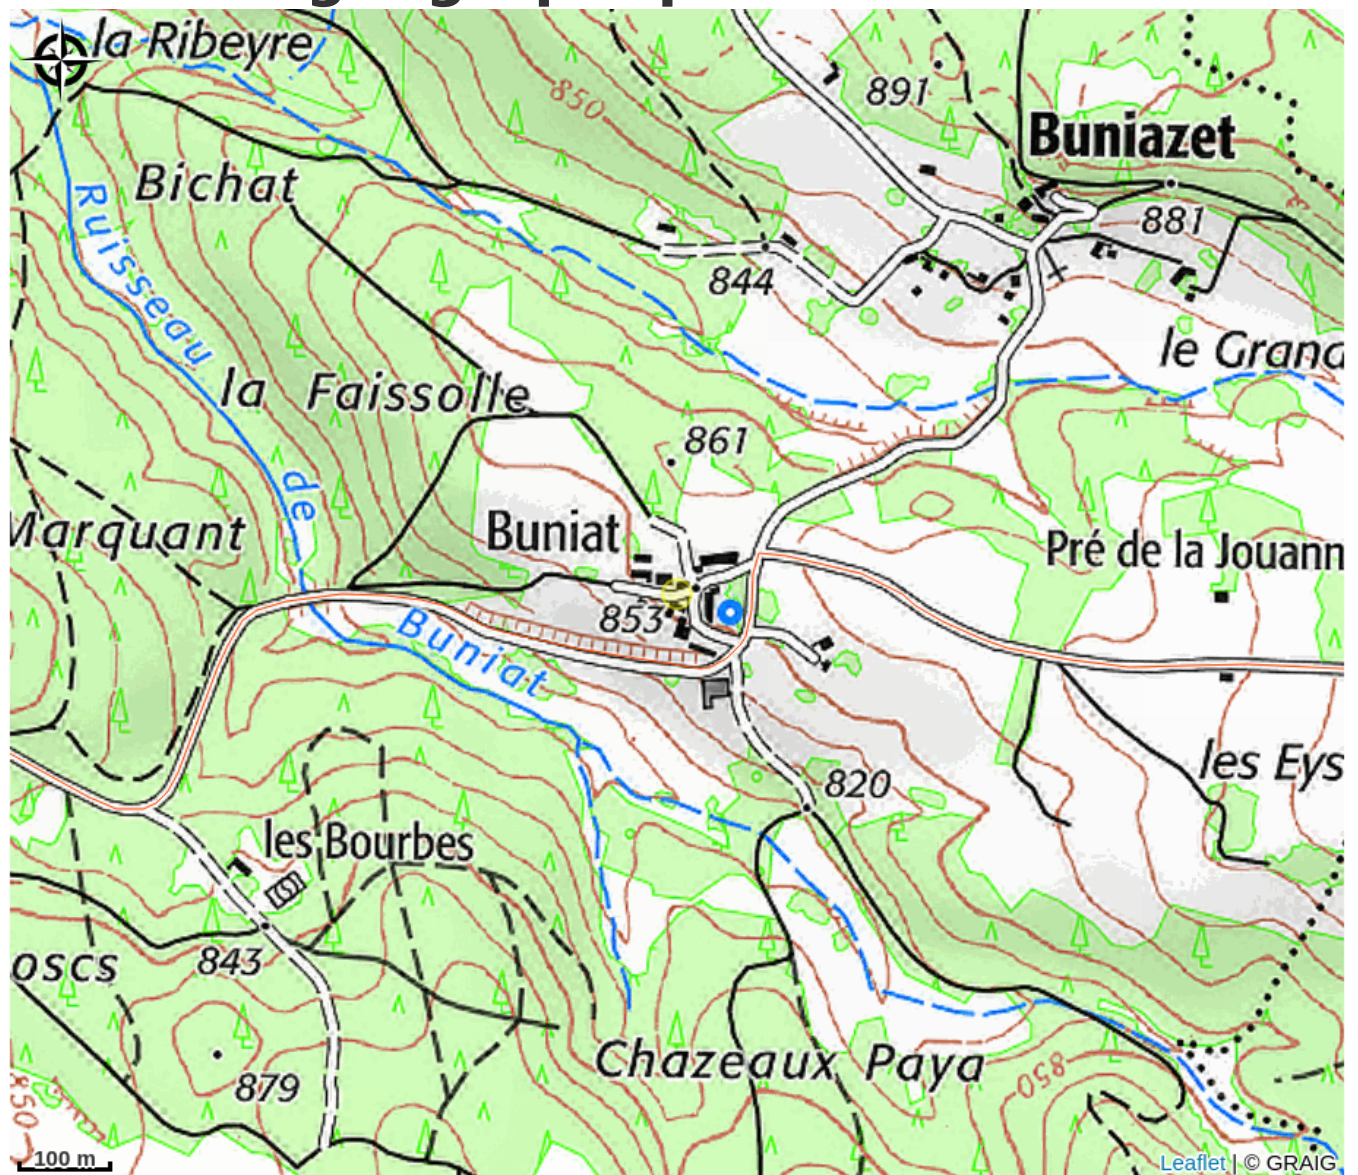 la Ribeyre
850
891
Buniazet
Bichat
881
844
Ruisseau
le Grand
la Faissolle
861
de
Marquant
Buniat
Pré de la Jouann
853
Buniat
820
les Eys
les Bourbes
oscs
843
Chazeaux Paya
850
879
850
100 m
Leaflet | © GRAIG